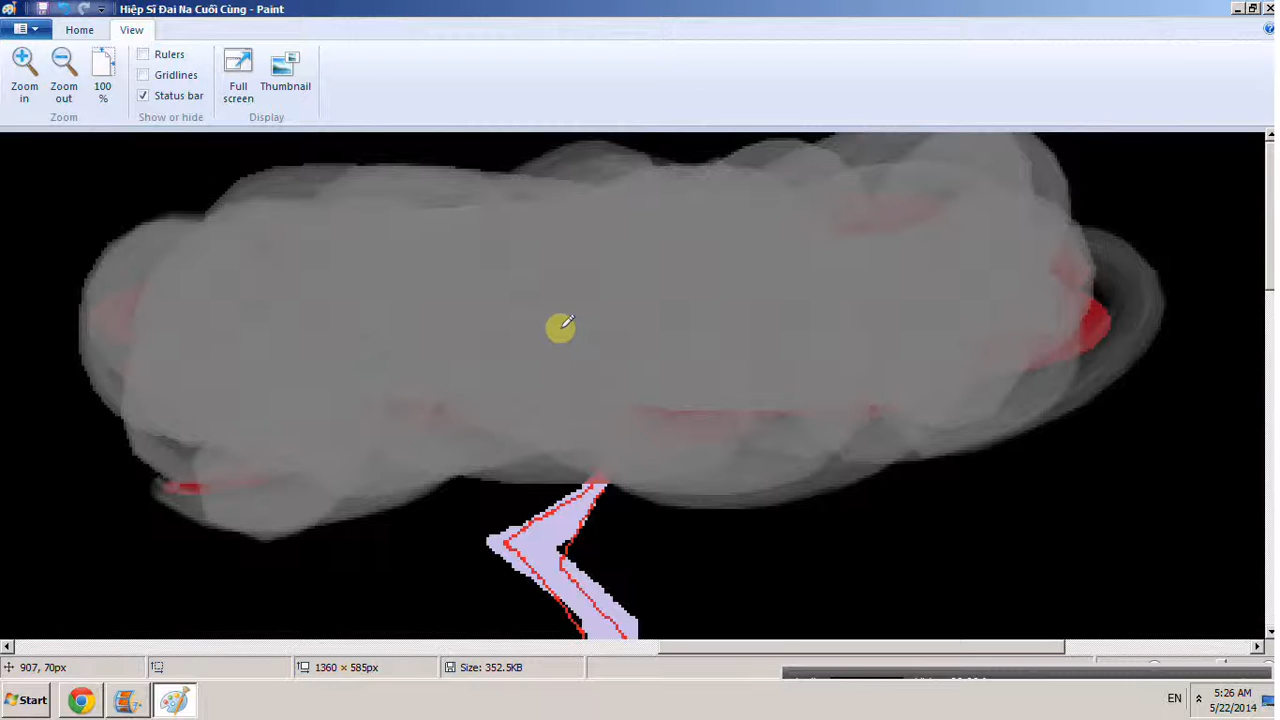 Hiệp Sĩ Đai Na Cuối Cùng - Paint
Home
View
Zoom in
Zoom out
100 %
Zoom
Rulers
Gridlines
Status bar
Show or hide
Full screen
Thumbnail
Display
907, 70px
1360 × 585px
Size: 352.5KB
Start
EN
5:26 AM
5/22/2014